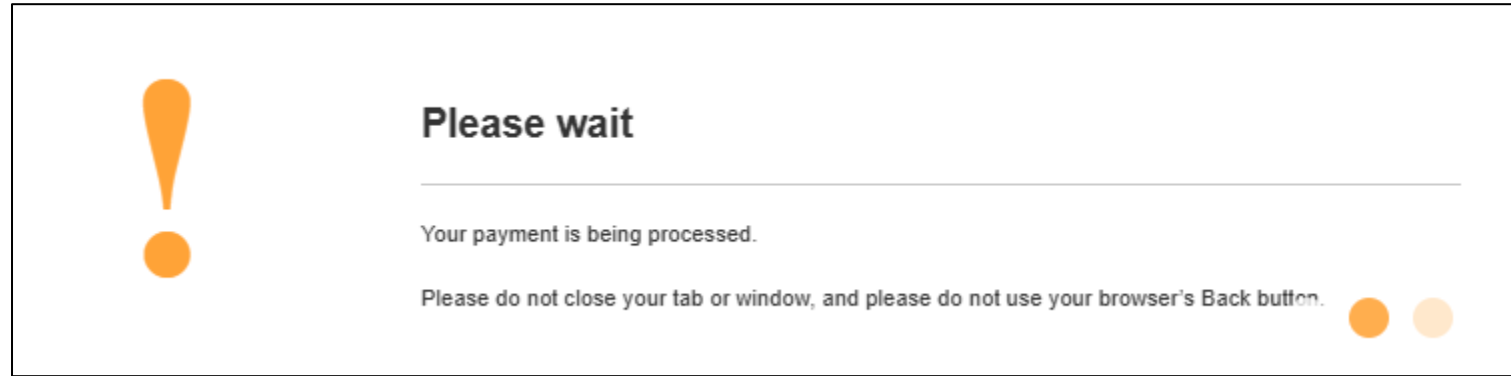 Please wait
Your payment is being processed.
Please do not close your tab or window, and please do not use your browser’s Back button.